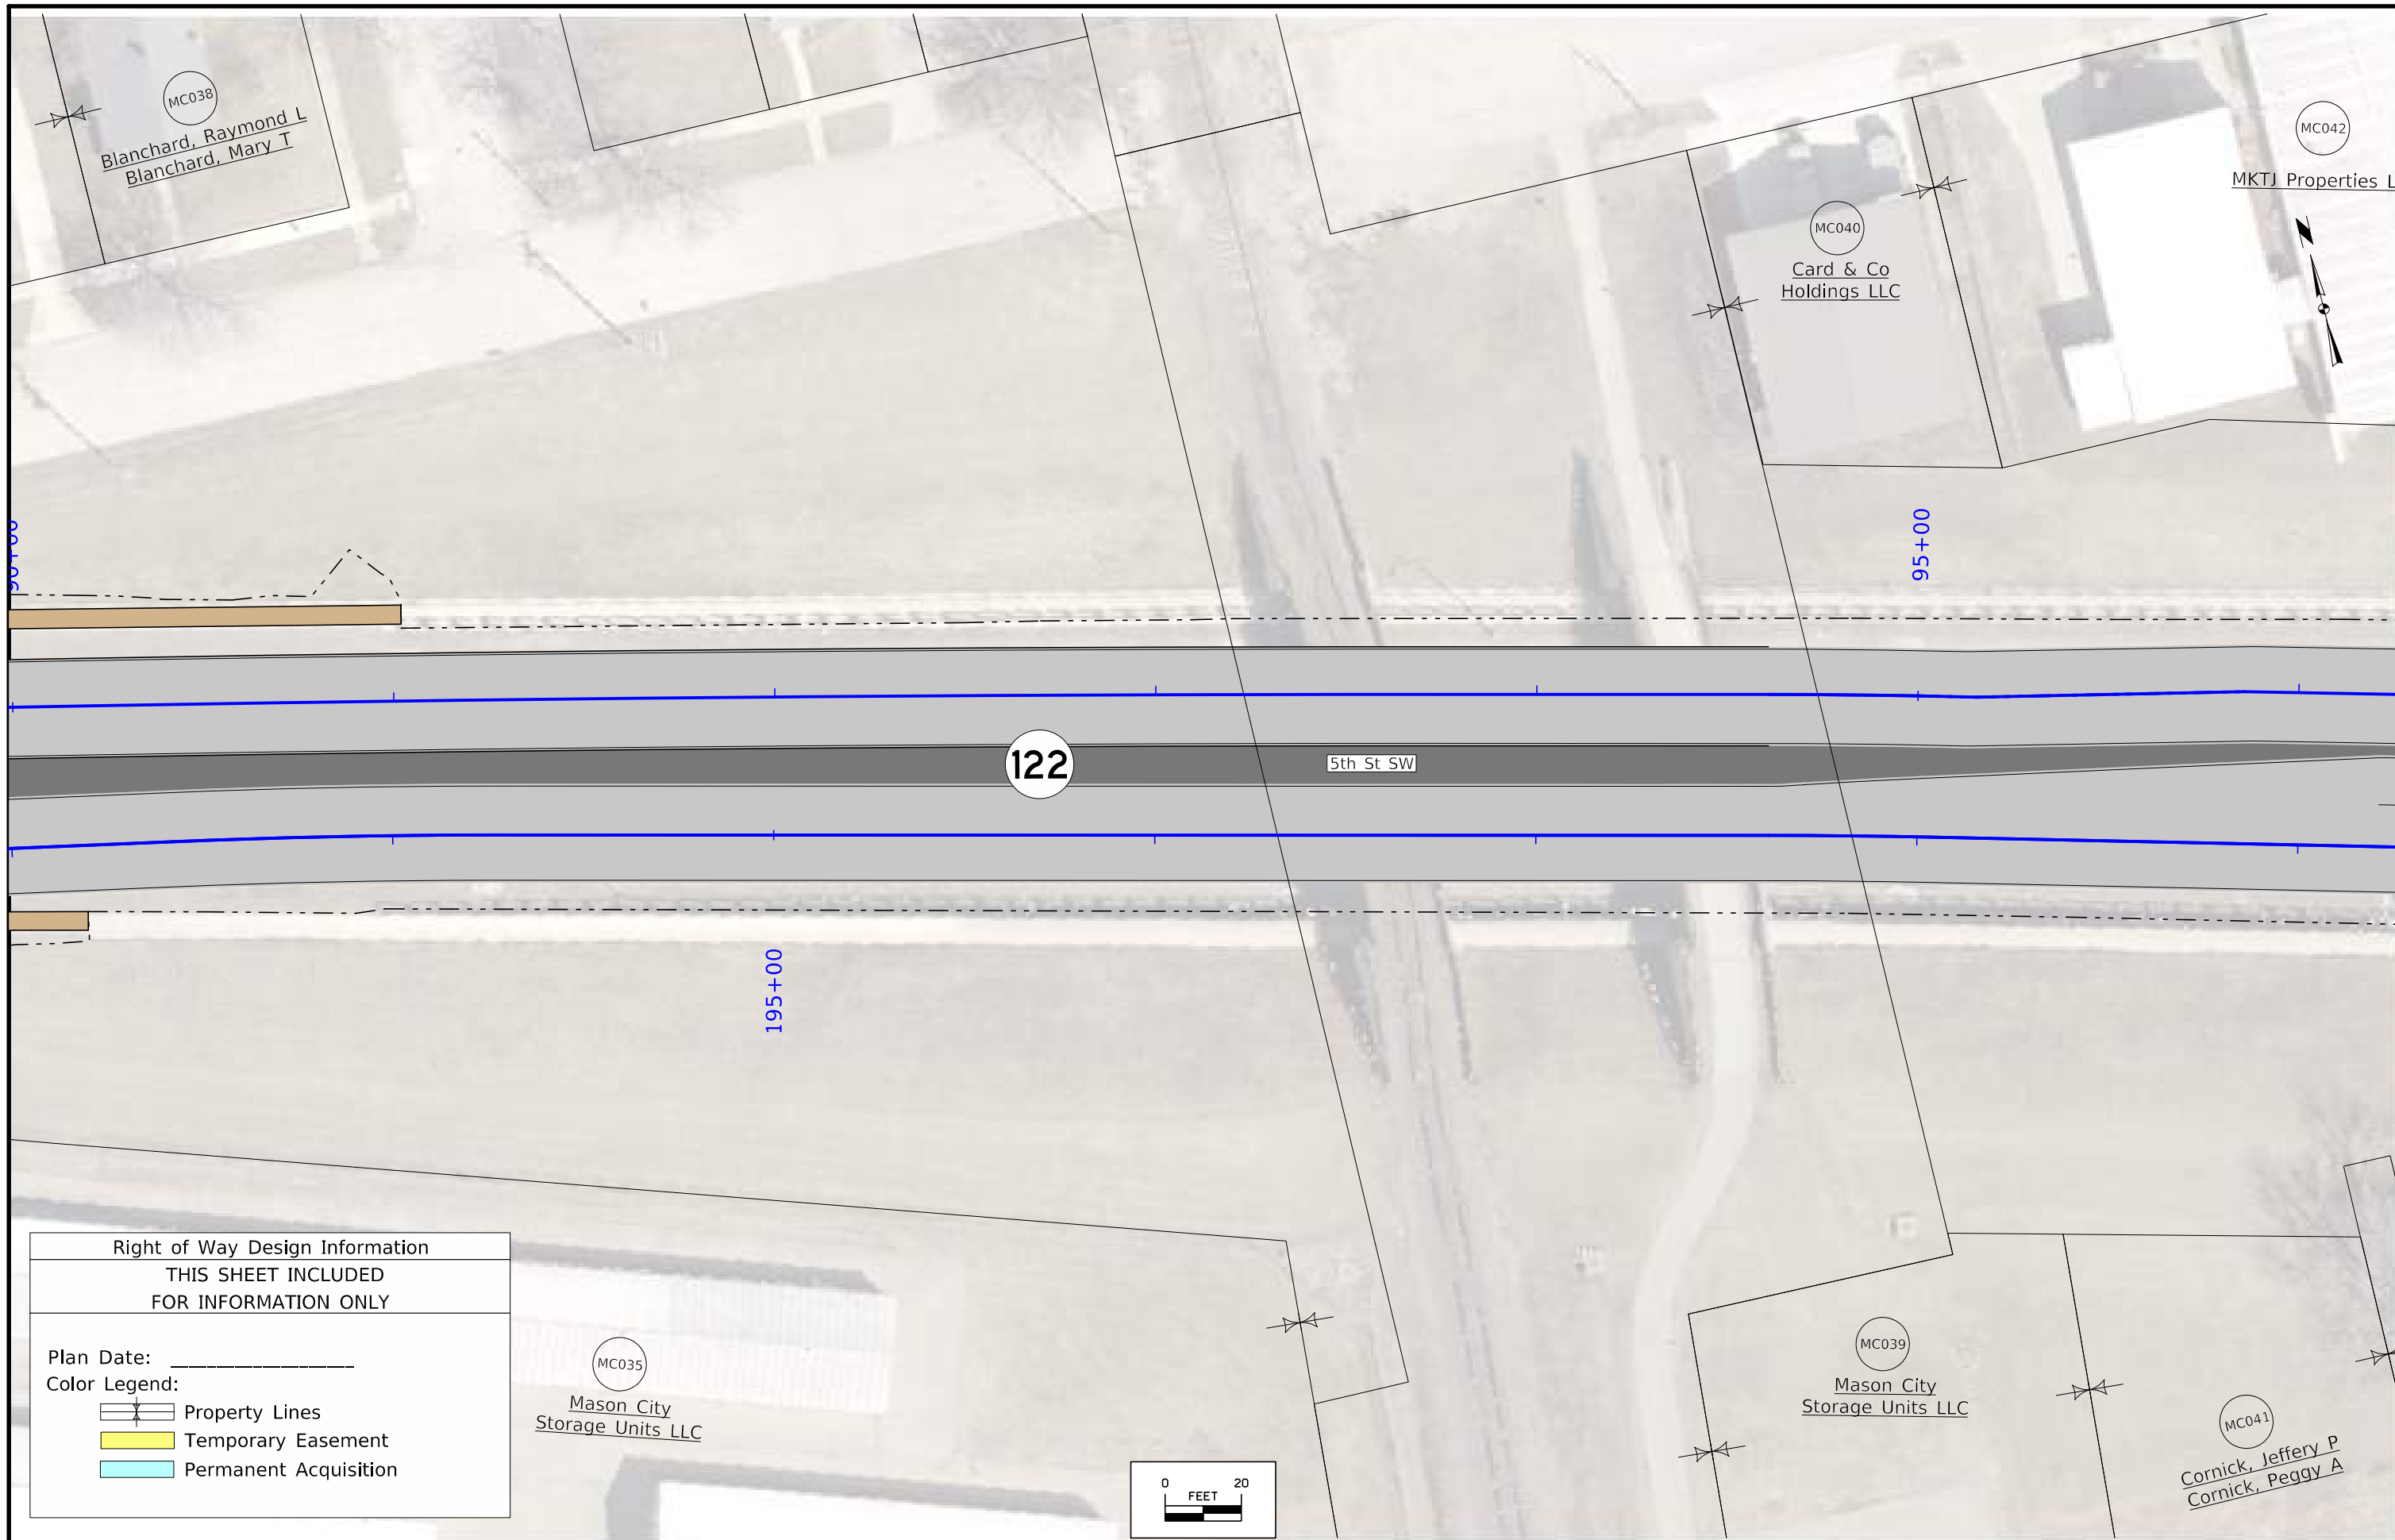 MC038
Blanchard, Raymond L
Blanchard, Mary T
MC042
MKTJ Properties L
MC040
Card & Co
Holdings LLC
N
95+00
122
5th St SW
195+00
Right of Way Design Information
THIS SHEET INCLUDED
FOR INFORMATION ONLY
Plan Date: ____________________
Color Legend:
Property Lines
Temporary Easement
Permanent Acquisition
MC035
Mason City
Storage Units LLC
0 20
FEET
MC039
Mason City
Storage Units LLC
MC041
Cornick, Jeffery P
Cornick, Peggy A